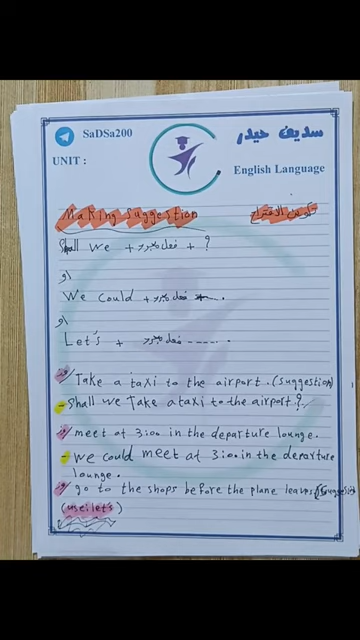 SaDSa200
سديف حيدر
UNIT :
English Language
Making Suggestion تكوين الاقتراح
Shall we + فعل مجرد + ?
او
We could + فعل مجرد .
او
Let's + فعل مجرد ...... .
Take a taxi to the airport. (suggestion)
- Shall we Take a taxi to the airport?
meet at 3:00 in the departure lounge.
- we could meet at 3:00 in the departure
lounge.
go to the shops before the plane leaves.
(use: let's)